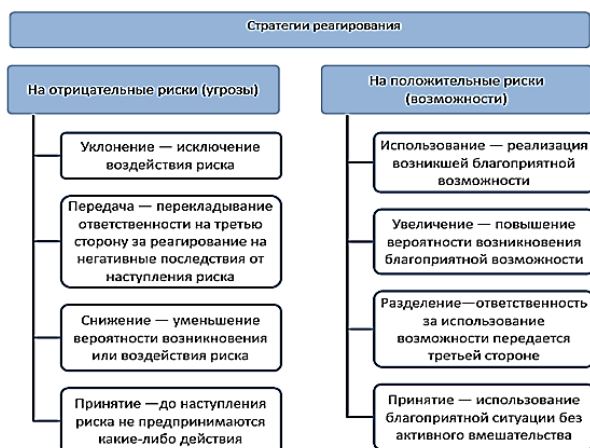 Стратегии реагирования
На отрицательные риски (угрозы)
Уклонение — исключение
воздействия риска
Передача — перекладывание
ответственности на третью
сторону за реагирование на
негативные последствия от
наступления риска
Снижение — уменьшение
вероятности возникновения
или воздействия риска
Принятие —до наступления
риска не предпринимаются
какие-либо действия
На положительные риски
(возможности)
Использование — реализация
возникшей благоприятной
возможности
Увеличение — повышение
вероятности возникновения
благоприятной возможности
Разделение—ответственность
за использование
возможности передается
третьей стороне
Принятие — использование
благоприятной ситуации без
активного вмешательства